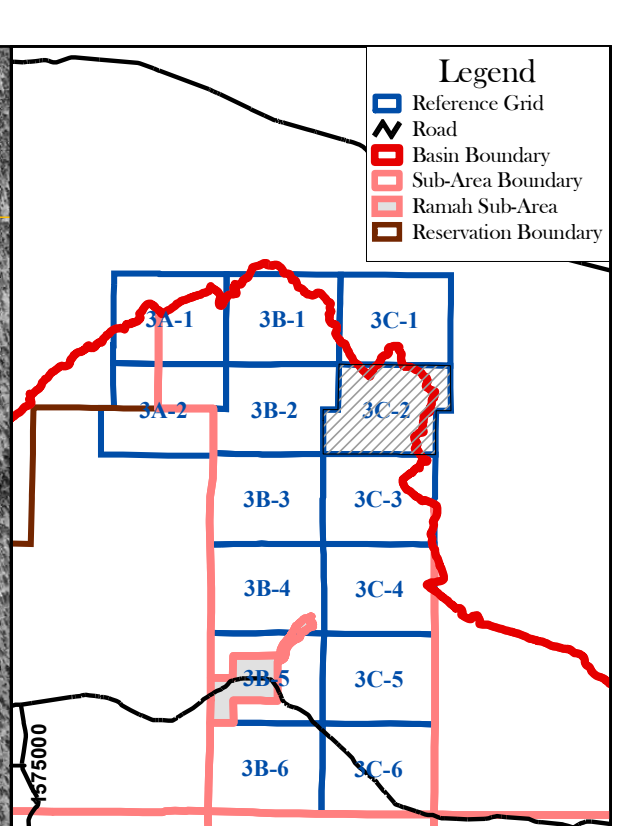 Legend
Reference Grid
Road
Basin Boundary
Sub-Area Boundary
Ramah Sub-Area
Reservation Boundary
3A-1
3B-1
3C-1
3A-2
3B-2
3C-2
3B-3
3C-3
3B-4
3C-4
3B-5
3C-5
3B-6
3C-6
1575000